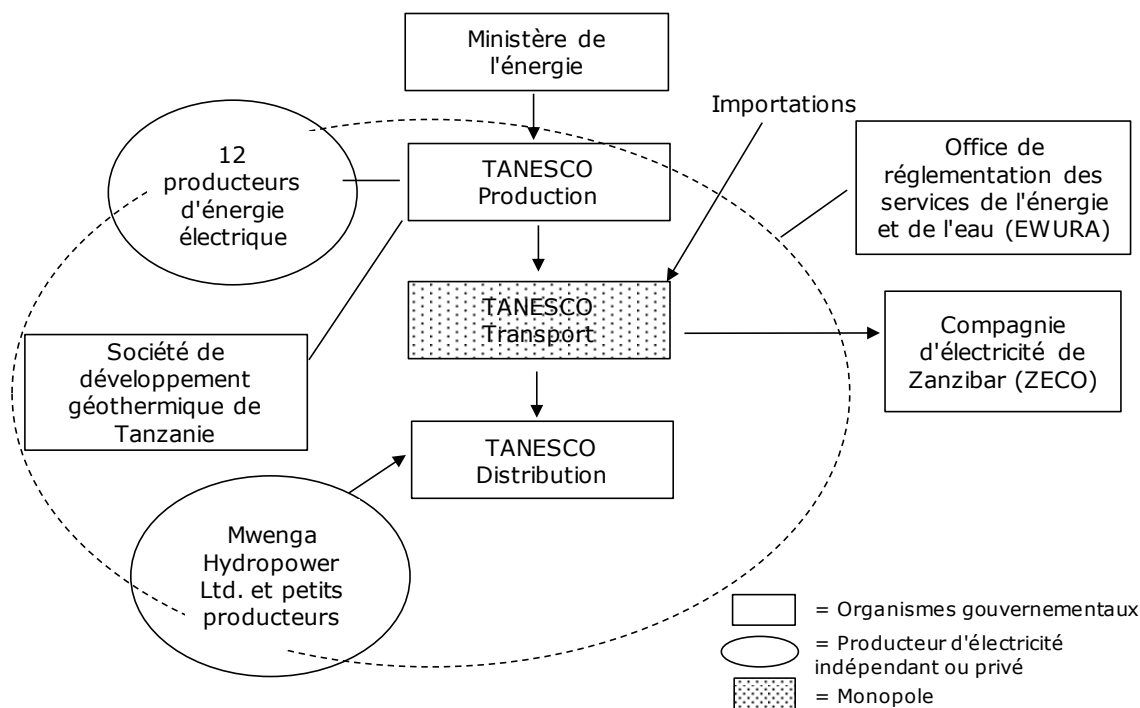 Ministère de
l'énergie
Importations
12
producteurs
d'énergie
électrique
TANESCO
Production
Office de
réglementation des
services de l'énergie
et de l'eau (EWURA)
TANESCO
Transport
Compagnie
d'électricité de
Zanzibar (ZECO)
Société de
développement
géothermique de
Tanzanie
TANESCO
Distribution
Mwenga
Hydropower
Ltd. et petits
producteurs
= Organismes gouvernementaux
= Producteur d'électricité
indépendant ou privé
= Monopole